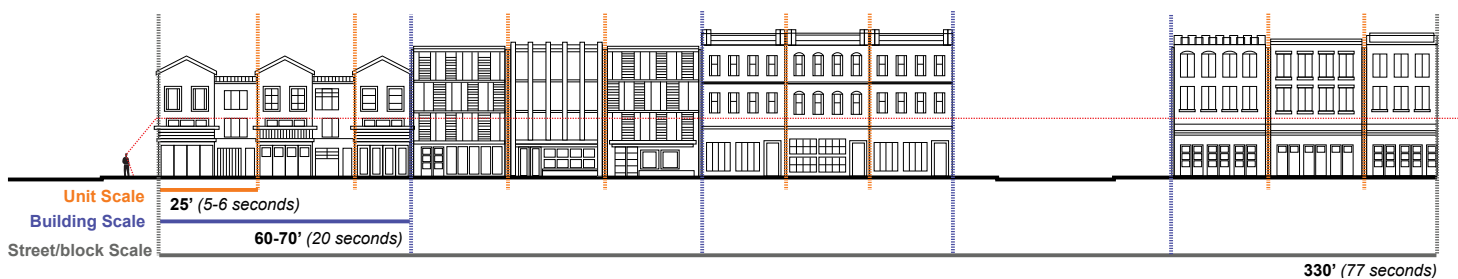 Unit Scale
25' (5-6 seconds)
Building Scale
60-70' (20 seconds)
Street/block Scale
330' (77 seconds)